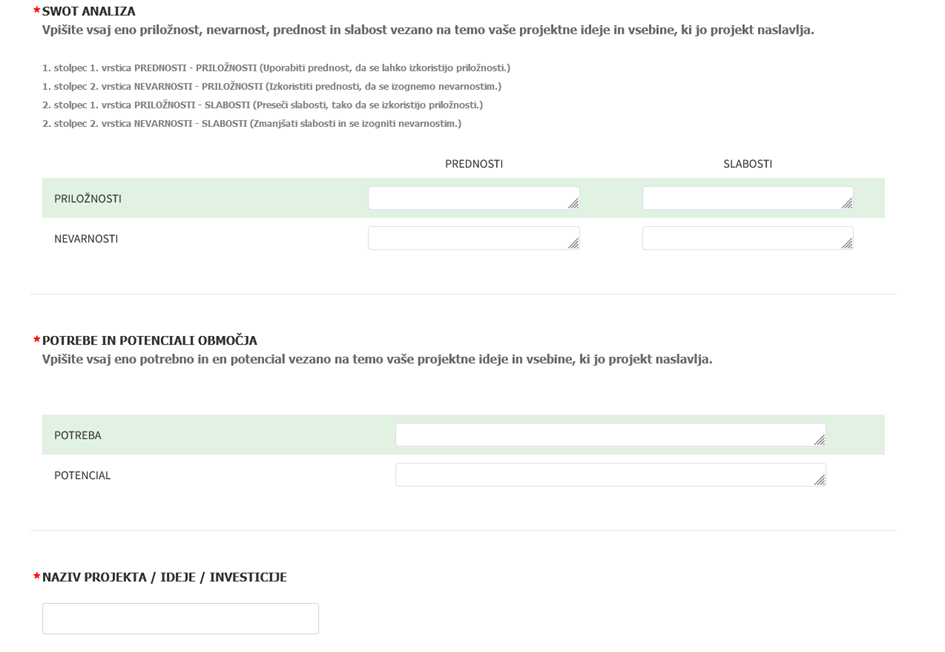 *SWOT ANALIZA
Vpišite vsaj eno priložnost, nevarnost, prednost in slabost vezano na temo vaše projektne ideje in vsebine, ki jo projekt naslavlja.
1. stolpec 1. vrstica PREDNOSTI - PRILOŽNOSTI (Uporabiti prednost, da se lahko izkoristijo priložnosti.)
1. stolpec 2. vrstica NEVARNOSTI - PRILOŽNOSTI (Izkoristiti prednosti, da se izognemo nevarnostim.)
2. stolpec 1. vrstica PRILOŽNOSTI - SLABOSTI (Preseči slabosti, tako da se izkoristijo priložnosti.)
2. stolpec 2. vrstica NEVARNOSTI - SLABOSTI (Zmanjšati slabosti in se izogniti nevarnostim.)
PREDNOSTI SLABOSTI
PRILOŽNOSTI
NEVARNOSTI
*POTREBE IN POTENCIALI OBMOČJA
Vpišite vsaj eno potrebno in en potencial vezano na temo vaše projektne ideje in vsebine, ki jo projekt naslavlja.
POTREBA
POTENCIAL
*NAZIV PROJEKTA / IDEJE / INVESTICIJE